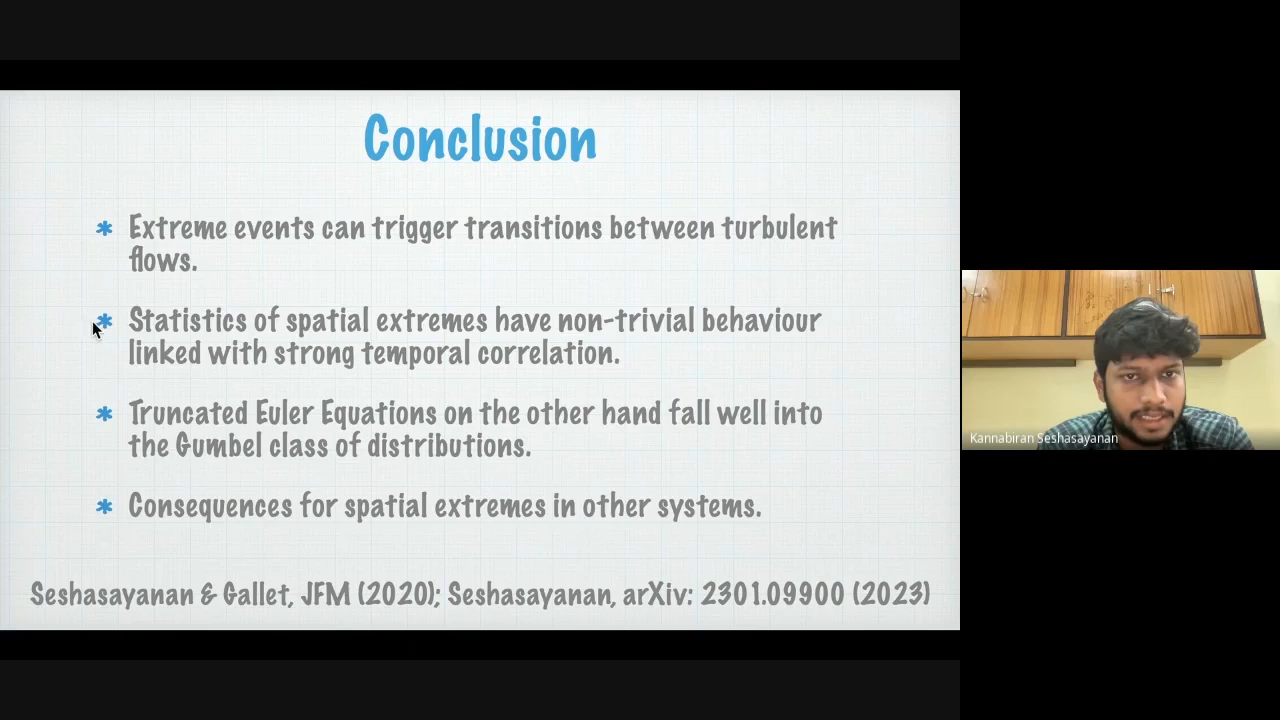 Conclusion
* Extreme events can trigger transitions between turbulent
flows.
* Statistics of spatial extremes have non-trivial behaviour
linked with strong temporal correlation.
* Truncated Euler Equations on the other hand fall well into
the Gumbel class of distributions.
* Consequences for spatial extremes in other systems.
Seshasayanan & Gallet, JFM (2020); Seshasayanan, arXiv: 2301.09900 (2023)
Kannabiran Seshasayanan